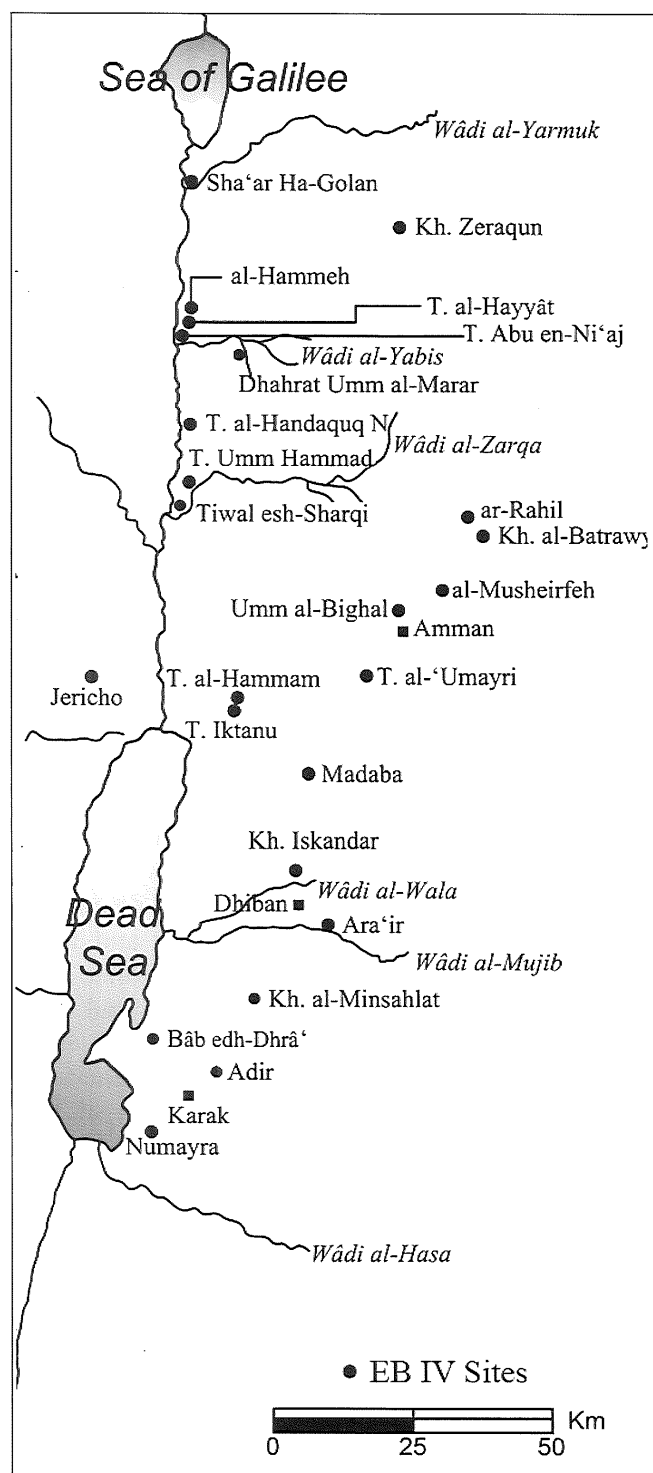 Sea of Galilee
Wâdi al-Yarmuk
Sha‘ar Ha-Golan
Kh. Zeraqun
al-Hammeh
T. al-Hayyât
T. Abu en-Ni‘aj
Wâdi al-Yabis
Dhahrat Umm al-Marar
T. al-Handaquq N
Wâdi al-Zarqa
T. Umm Hammad
Tiwal esh-Sharqi
ar-Rahil
Kh. al-Batrawy
al-Musheirfeh
Umm al-Bighal
Amman
Jericho
T. al-Hammam
T. al-‘Umayri
T. Iktanu
Madaba
Kh. Iskandar
Wâdi al-Wala
Dhiban
Dead
Sea
Ara‘ir
Wâdi al-Mujib
Kh. al-Minsahlat
Bâb edh-Dhrâ‘
Adir
Karak
Numayra
Wâdi al-Hasa
EB IV Sites
Km
0 25 50